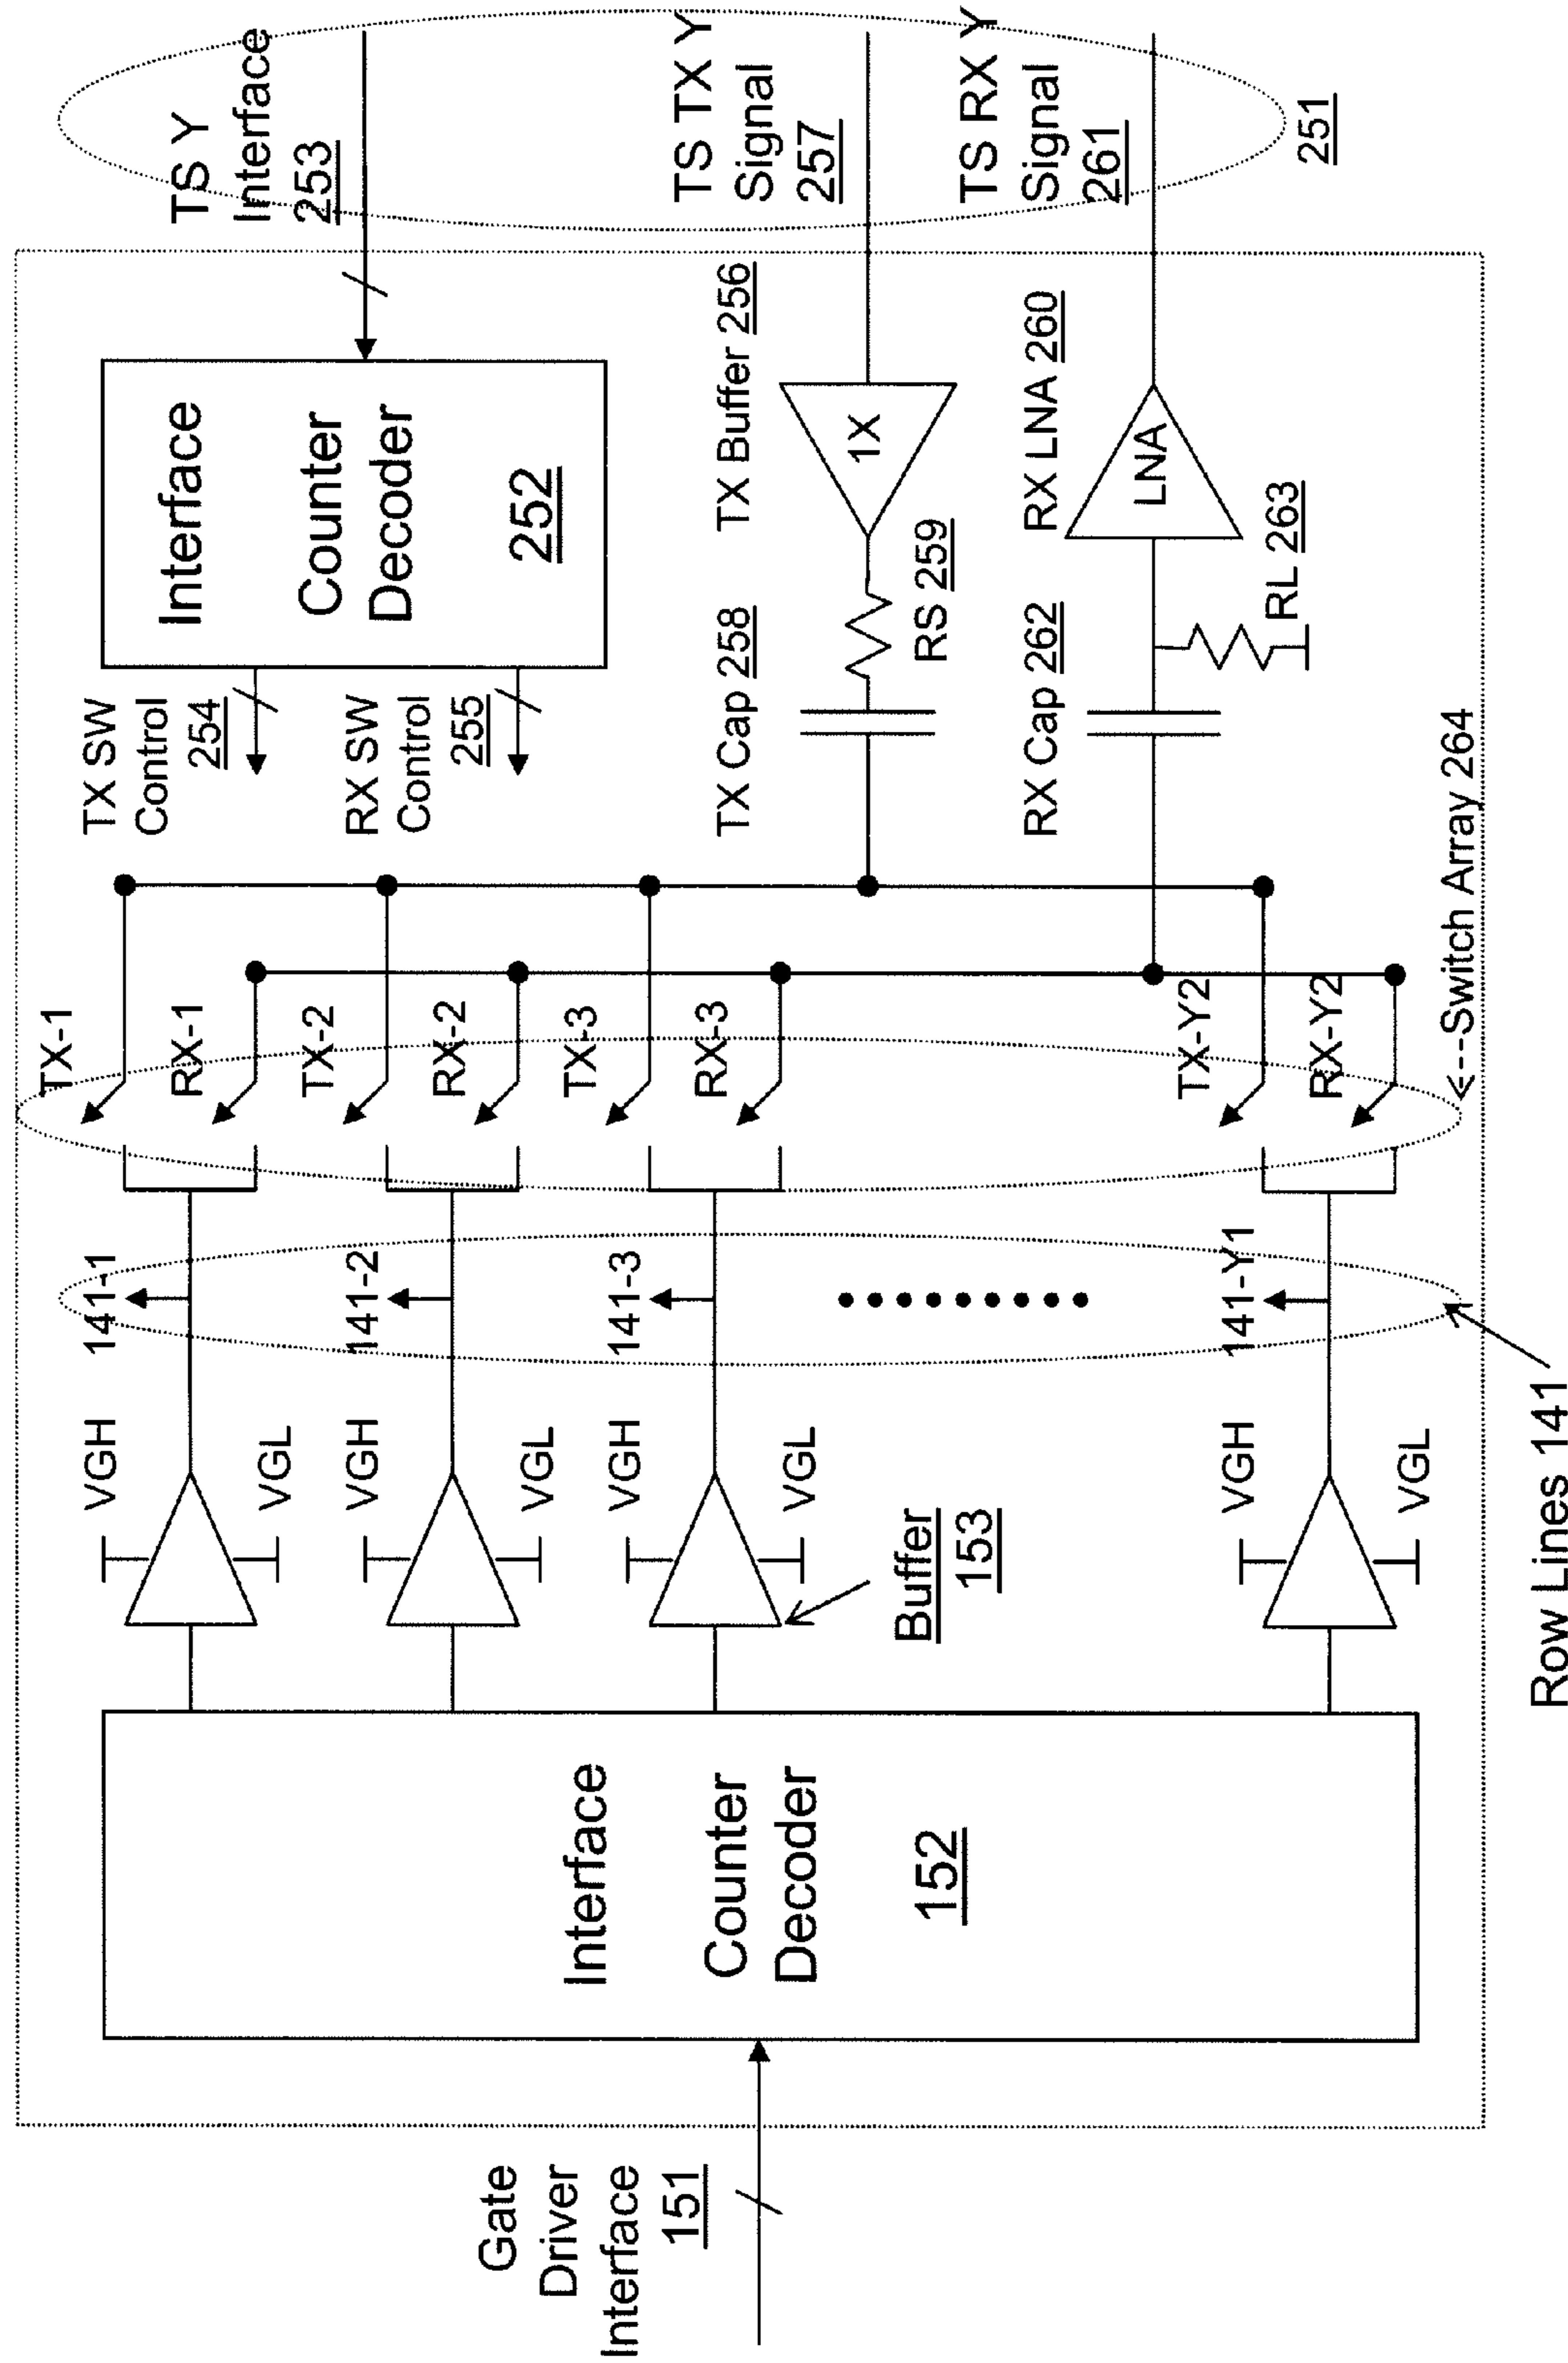 Gate
Driver
Interface
151
Interface
Counter
Decoder
152
VGH
VGL
VGH
VGL
VGH
VGL
VGH
VGL
Buffer
153
141-1
141-2
141-3
141-Y1
Row Lines 141
TX-1
RX-1
TX-2
RX-2
TX-3
RX-3
TX-Y2
RX-Y2
<---Switch Array 264
TX SW
Control
254
RX SW
Control
255
Interface
Counter
Decoder
252
TX Cap 258
RS 259
TX Buffer 256
1X
RX Cap 262
RL 263
RX LNA 260
LNA
TS Y
Interface
253
TS TX Y
Signal
257
TS RX Y
Signal
261
251